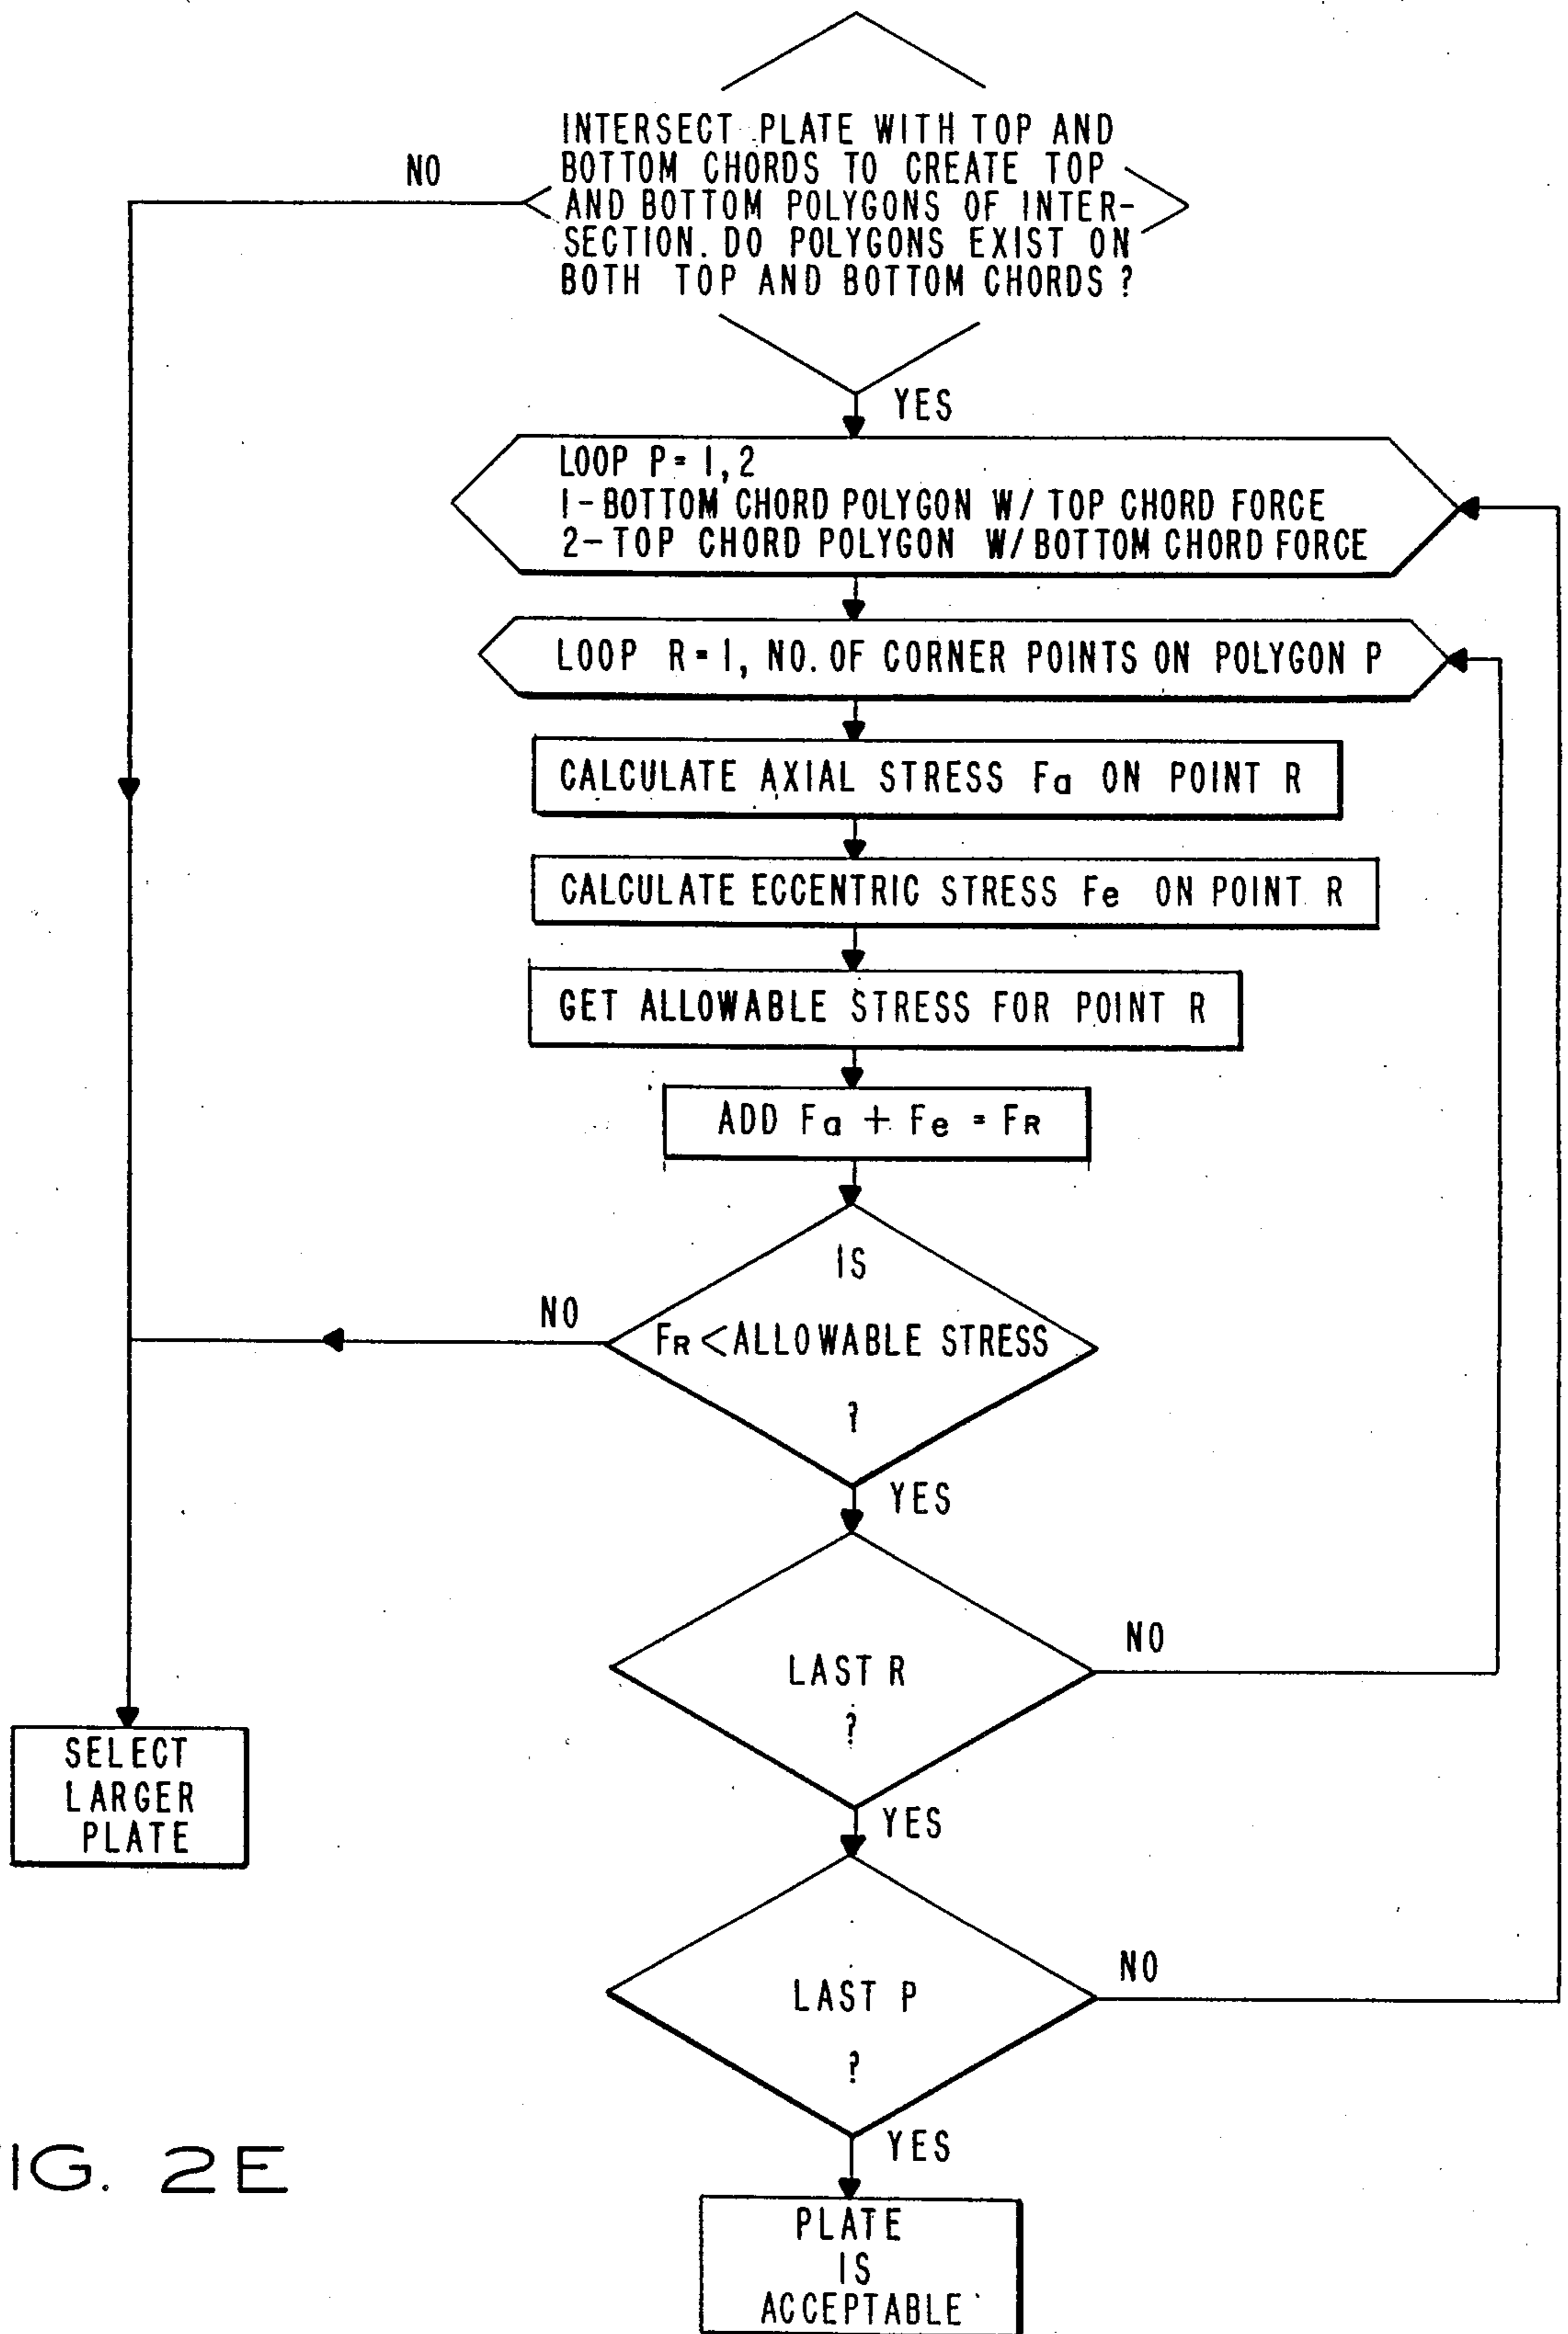 INTERSECT PLATE WITH TOP AND
BOTTOM CHORDS TO CREATE TOP
AND BOTTOM POLYGONS OF INTER-
SECTION. DO POLYGONS EXIST ON
BOTH TOP AND BOTTOM CHORDS ?
NO
YES
LOOP P = 1, 2
1 - BOTTOM CHORD POLYGON W/ TOP CHORD FORCE
2 - TOP CHORD POLYGON W/ BOTTOM CHORD FORCE
LOOP R = 1, NO. OF CORNER POINTS ON POLYGON P
CALCULATE AXIAL STRESS Fa ON POINT R
CALCULATE ECCENTRIC STRESS Fe ON POINT R
GET ALLOWABLE STRESS FOR POINT R
ADD Fa + Fe = FR
IS
FR < ALLOWABLE STRESS
?
NO
YES
LAST R
?
NO
YES
SELECT
LARGER
PLATE
LAST P
?
NO
YES
PLATE
IS
ACCEPTABLE
IG. 2E